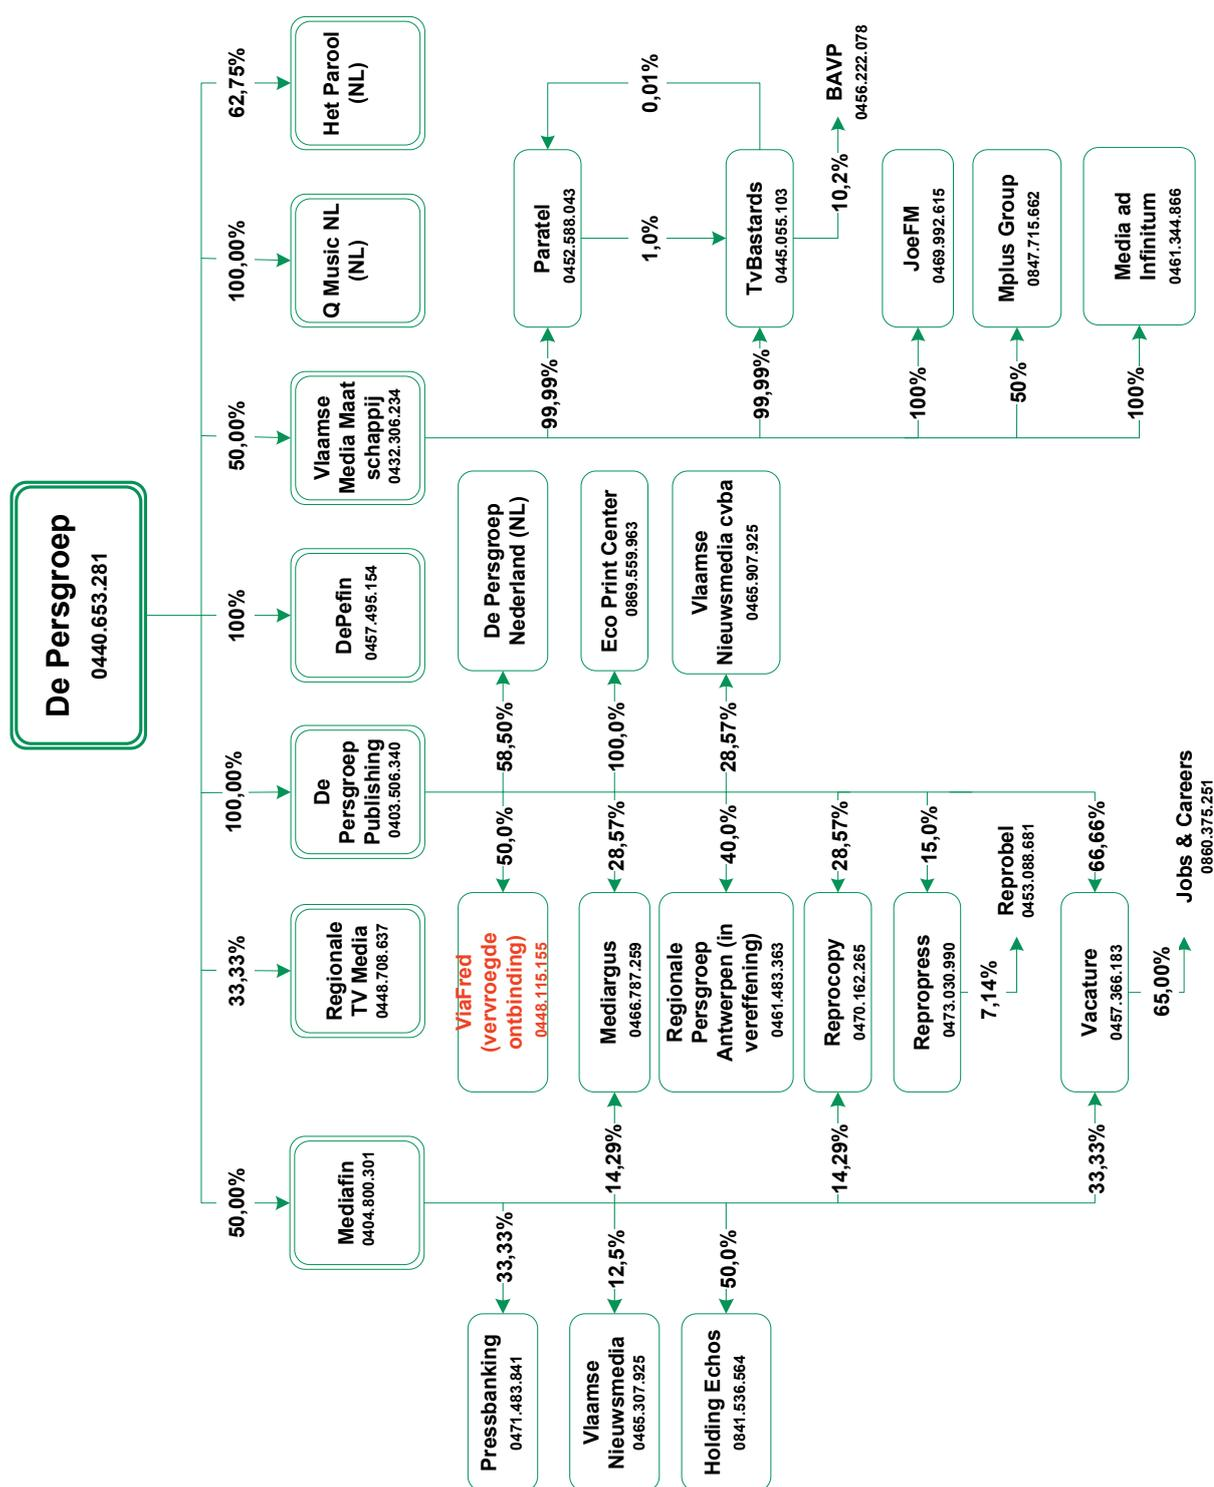 De Persgroep
0440.653.281
50,00%
33,33%
100,00%
100%
50,00%
100,00%
62,75%
Mediafin
0404.800.301
Regionale
TV Media
0448.708.637
De
Persgroep
Publishing
0403.506.340
DePefin
0457.495.154
Vlaamse
Media Maat
schappij
0432.306.234
Q Music NL
(NL)
Het Parool
(NL)
33,33%
Pressbanking
0471.483.841
12,5%
Vlaamse
Nieuwsmedia
0465.307.925
50,0%
Holding Echos
0841.536.564
14,29%
14,29%
33,33%
50,0%
ViaFred
(vervroegde
ontbinding)
0448.115.155
28,57%
Mediargus
0466.787.259
40,0%
Regionale
Persgroep
Antwerpen (in
vereffening)
0461.483.363
28,57%
Reprocopy
0470.162.265
15,0%
Repropress
0473.030.990
7,14%
Reprobel
0453.088.681
66,66%
Vacature
0457.366.183
65,00%
Jobs & Careers
0860.375.251
58,50%
De Persgroep
Nederland (NL)
100,0%
Eco Print Center
0869.559.963
28,57%
Vlaamse
Nieuwsmedia cvba
0465.907.925
99,99%
Paratel
0452.588.043
1,0%
0,01%
99,99%
TvBastards
0445.055.103
10,2%
BAVP
0456.222.078
100%
JoeFM
0469.992.615
50%
Mplus Group
0847.715.662
100%
Media ad
Infinitum
0461.344.866